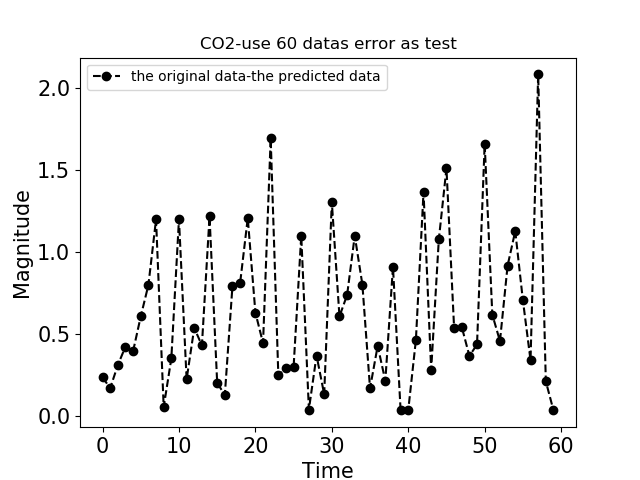 CO2-use 60 datas error as test
the original data-the predicted data
2.0
1.5
1.0
0.5
0.0
Magnitude
0 10 20 30 40 50 60
Time